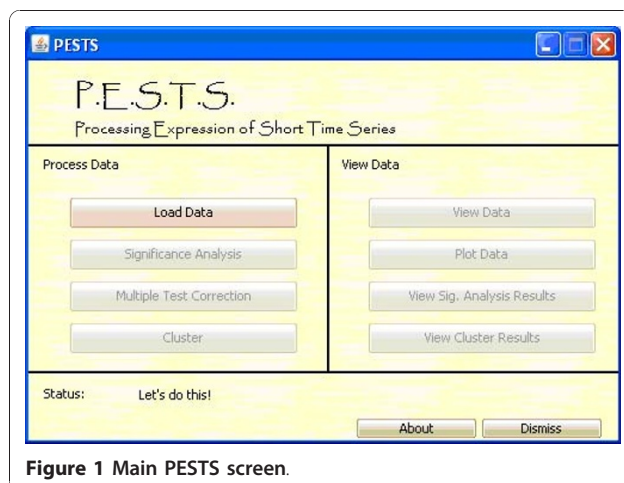 PESTS
P.E.S.T.S.
Processing Expression of Short Time Series
Process Data
Load Data
Significance Analysis
Multiple Test Correction
Cluster
View Data
View Data
Plot Data
View Sig. Analysis Results
View Cluster Results
Status: Let's do this!
About Dismiss
Figure 1 Main PESTS screen.